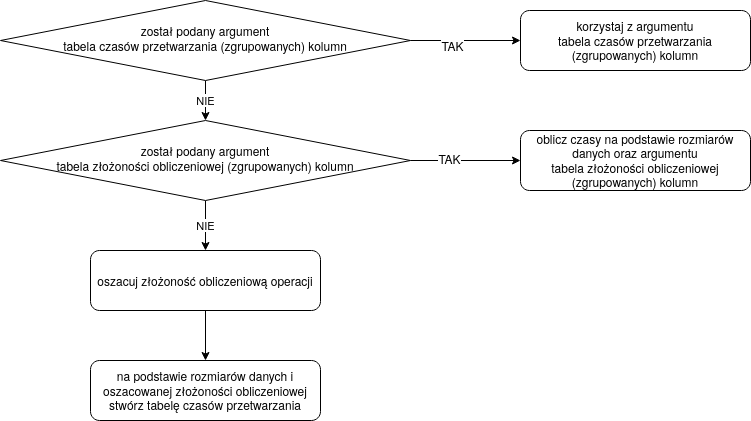 został podany argument
tabela czasów przetwarzania (zgrupowanych) kolumn
TAK
korzystaj z argumentu
tabela czasów przetwarzania
(zgrupowanych) kolumn
NIE
został podany argument
tabela złożoności obliczeniowej (zgrupowanych) kolumn
TAK
oblicz czasy na podstawie rozmiarów
danych oraz argumentu
tabela złożoności obliczeniowej
(zgrupowanych) kolumn
NIE
oszacuj złożoność obliczeniową operacji
na podstawie rozmiarów danych i
oszacowanej złożoności obliczeniowej
stwórz tabelę czasów przetwarzania